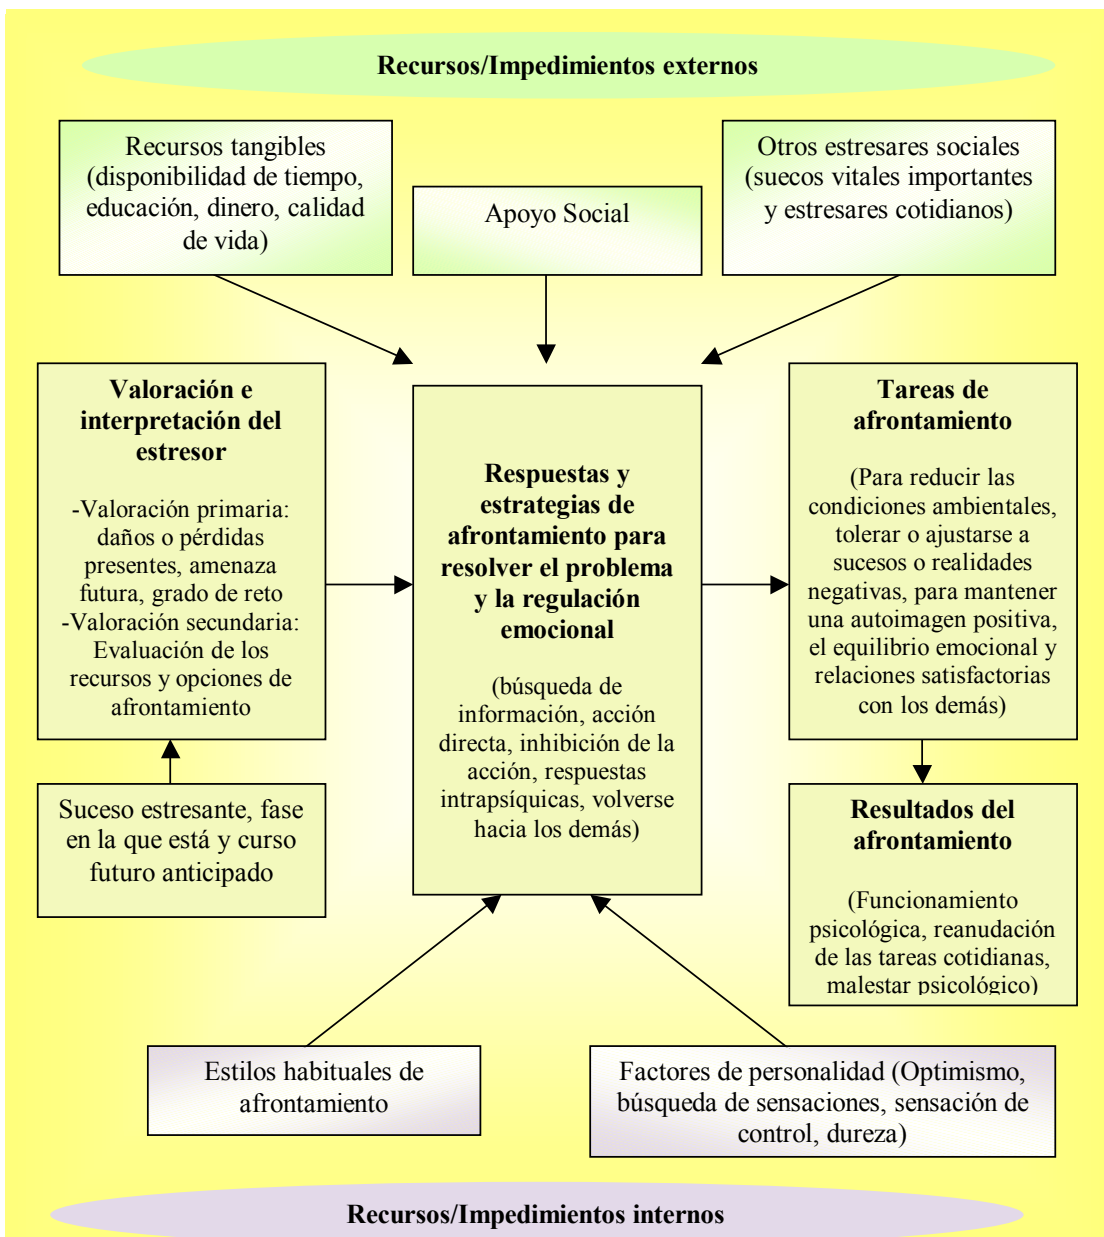 Recursos/Impedimientos externos
Recursos tangibles
(disponibilidad de tiempo,
educación, dinero, calidad
de vida)
Apoyo Social
Otros estresares sociales
(suecos vitales importantes
y estresares cotidianos)
Valoración e
interpretación del
estresor
-Valoración primaria:
daños o pérdidas
presentes, amenaza
futura, grado de reto
-Valoración secundaria:
Evaluación de los
recursos y opciones de
afrontamiento
Respuestas y
estrategias de
afrontamiento para
resolver el problema
y la regulación
emocional
(búsqueda de
información, acción
directa, inhibición de la
acción, respuestas
intrapsíquicas, volverse
hacia los demás)
Tareas de
afrontamiento
(Para reducir las
condiciones ambientales,
tolerar o ajustarse a
sucesos o realidades
negativas, para mantener
una autoimagen positiva,
el equilibrio emocional y
relaciones satisfactorias
con los demás)
Suceso estresante, fase
en la que está y curso
futuro anticipado
Resultados del
afrontamiento
(Funcionamiento
psicológica, reanudación
de las tareas cotidianas,
malestar psicológico)
Estilos habituales de
afrontamiento
Factores de personalidad (Optimismo,
búsqueda de sensaciones, sensación de
control, dureza)
Recursos/Impedimientos internos